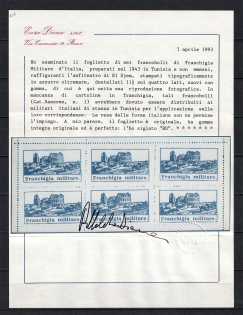 Enzo Diena
7 aprile 1993
Ho esaminato il foglietto di sei francobolli di Franchigia
Militare d'Italia, preparati nel 1943 in Tunisia e non emessi,
raffiguranti l'anfiteatro di El Djem, stampati tipograficamente
in azzurro oltremare, dentellati 11½ sui quattro lati, nuovi con
gomma, di cui è qui unita una riproduzione fotografica. In
mancanza di cartoline in franchigia, tali francobolli
(Cat.Sassone, n. 13) avrebbero dovuto essere distribuiti ai
militari italiani di stanza in Tunisia per l'applicazione sulle
loro corrispondenze. La resa delle forze italiane non ne permise
l'impiego. A mio parere, il foglietto è originale, ha gomma
integra originale ed è perfetto: l'ho siglato "ED".
Franchigia militare
Franchigia militare
Franchigia militare
Franchigia militare
Franchigia militare
Franchigia militare